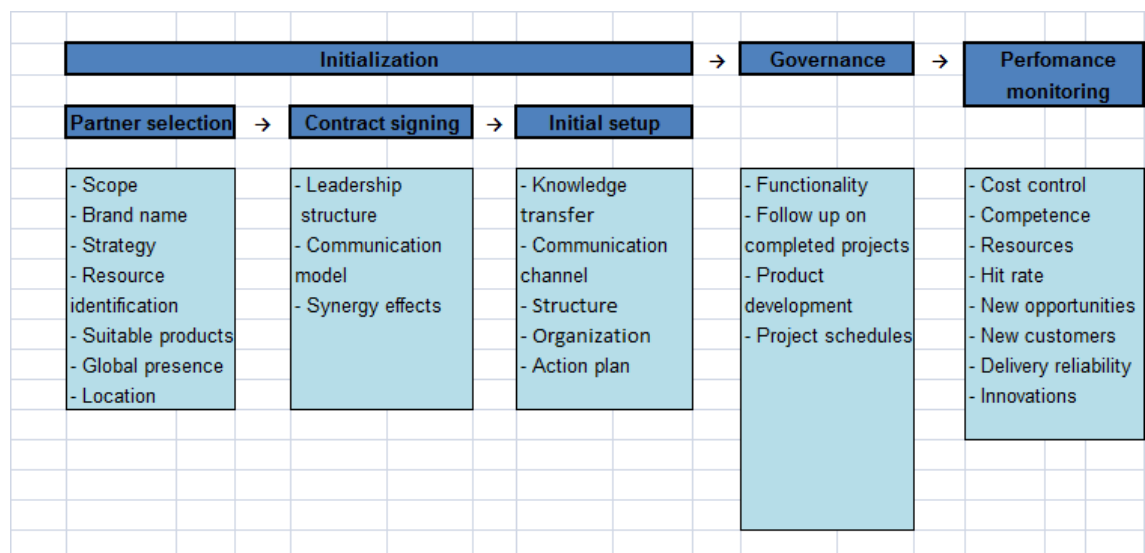 Initialization → Governance → Perfomance
monitoring
Partner selection → Contract signing → Initial setup
- Scope
- Brand name
- Strategy
- Resource
identification
- Suitable products
- Global presence
- Location
- Leadership
structure
- Communication
model
- Synergy effects
- Knowledge
transfer
- Communication
channel
- Structure
- Organization
- Action plan
- Functionality
- Follow up on
completed projects
- Product
development
- Project schedules
- Cost control
- Competence
- Resources
- Hit rate
- New opportunities
- New customers
- Delivery reliability
- Innovations